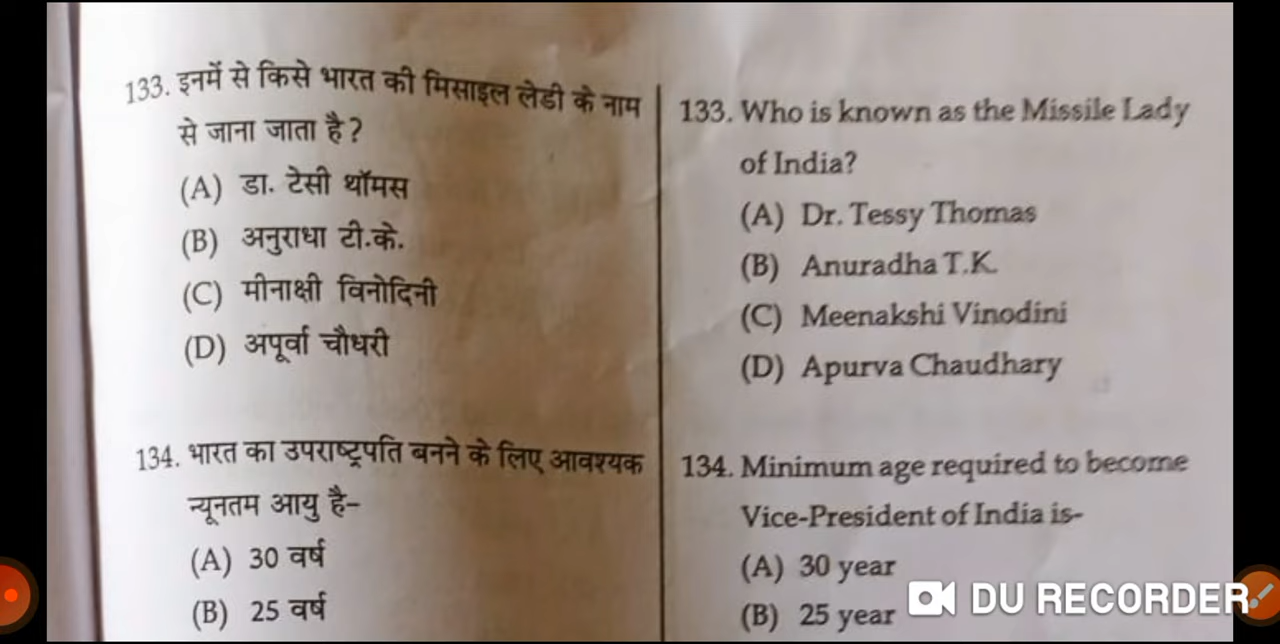 133. इनमें से किसे भारत की मिसाइल लेडी के नाम
से जाना जाता है?
(A) डा. टेसी थॉमस
(B) अनुराधा टी.के.
(C) मीनाक्षी विनोदिनी
(D) अपूर्वा चौधरी
134. भारत का उपराष्ट्रपति बनने के लिए आवश्यक
न्यूनतम आयु है-
(A) 30 वर्ष
(B) 25 वर्ष
133. Who is known as the Missile Lady
of India?
(A) Dr. Tessy Thomas
(B) Anuradha T.K.
(C) Meenakshi Vinodini
(D) Apurva Chaudhary
134. Minimum age required to become
Vice-President of India is-
(A) 30 year
(B) 25 year
DU RECORDER